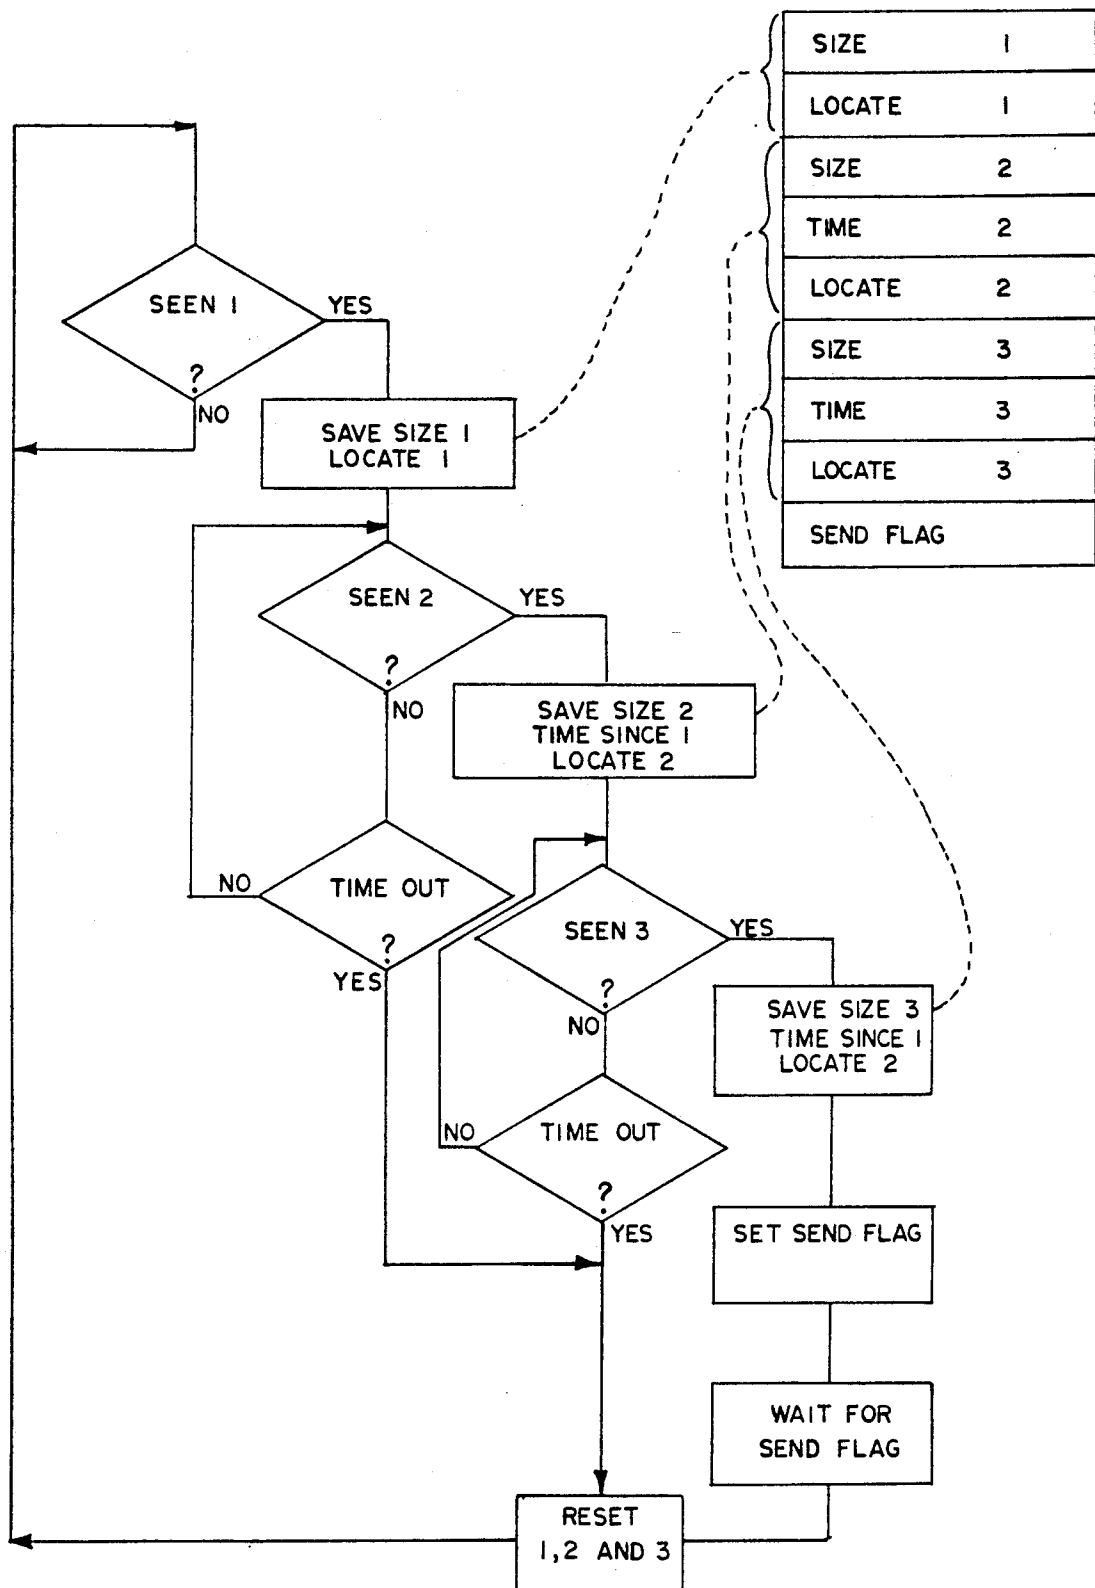 SIZE 1
LOCATE 1
SIZE 2
TIME 2
LOCATE 2
SIZE 3
TIME 3
LOCATE 3
SEND FLAG
SEEN 1
?
YES
NO
SAVE SIZE 1
LOCATE 1
SEEN 2
?
YES
NO
SAVE SIZE 2
TIME SINCE 1
LOCATE 2
TIME OUT
?
NO
YES
SEEN 3
?
YES
NO
SAVE SIZE 3
TIME SINCE 1
LOCATE 2
TIME OUT
?
NO
YES
SET SEND FLAG
WAIT FOR
SEND FLAG
RESET
1,2 AND 3